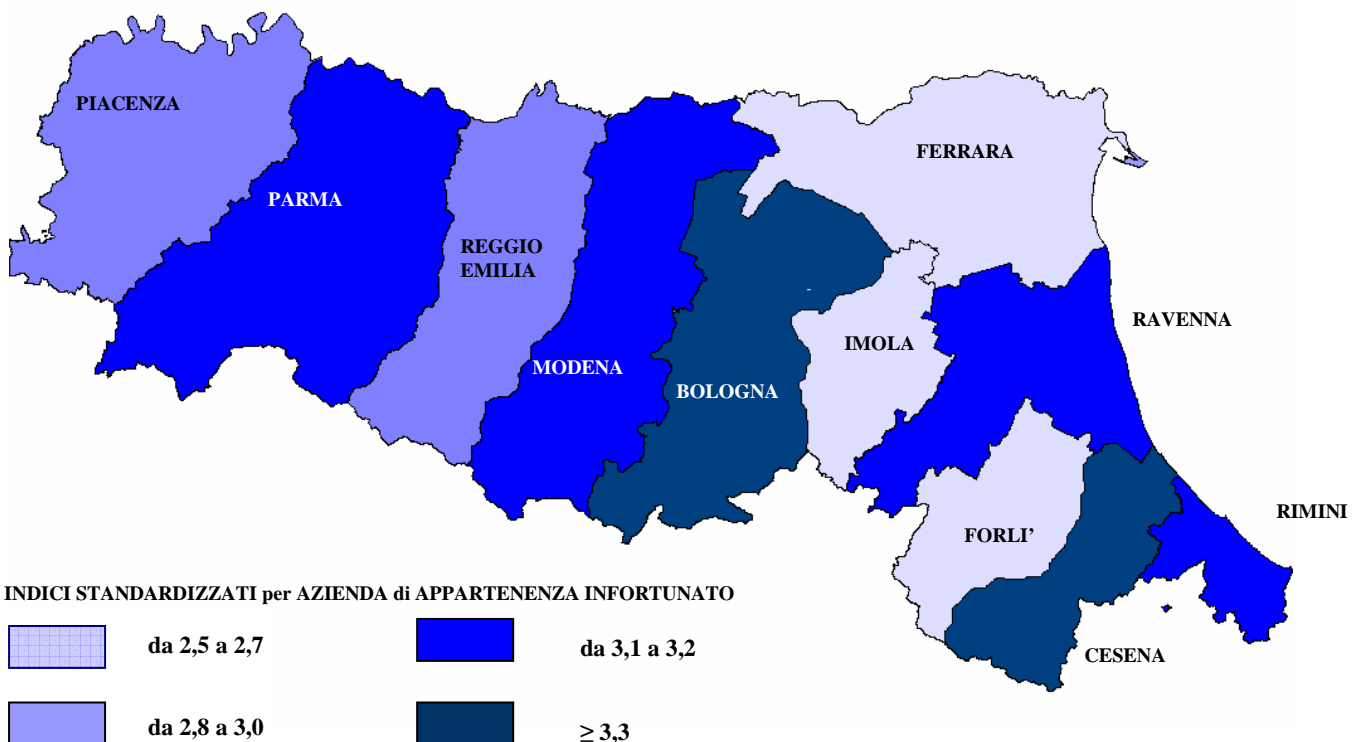 PIACENZA
FERRARA
PARMA
REGGIO
EMILIA
RAVENNA
IMOLA
MODENA
BOLOGNA
RIMINI
FORLI’
INDICI STANDARDIZZATI per AZIENDA di APPARTENENZA INFORTUNATO
da 2,5 a 2,7
da 3,1 a 3,2
CESENA
da 2,8 a 3,0
≥ 3,3